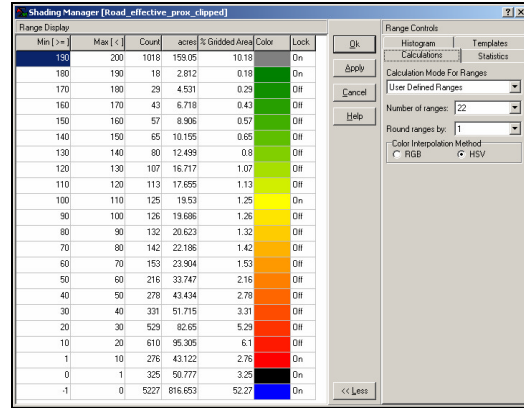 Shading Manager [Road_effective_prox_clipped]
Range Display
Min [ >= ] Max [ < ] Count acres % Gridded Area Color Lock
190 200 1018 159.05 10.18 On
180 190 18 2.812 0.18 Off
170 180 29 4.531 0.29 Off
160 170 43 6.718 0.43 Off
150 160 57 8.906 0.57 Off
140 150 65 10.155 0.65 Off
130 140 80 12.499 0.8 Off
120 130 107 16.717 1.07 Off
110 120 113 17.655 1.13 Off
100 110 125 19.53 1.25 On
90 100 126 19.686 1.26 Off
80 90 132 20.623 1.32 Off
70 80 142 22.186 1.42 Off
60 70 153 23.904 1.53 Off
50 60 216 33.747 2.16 Off
40 50 278 43.434 2.78 Off
30 40 331 51.715 3.31 Off
20 30 529 82.65 5.29 Off
10 20 610 95.305 6.1 Off
1 10 276 43.122 2.76 On
0 1 325 50.777 3.25 On
-1 0 5227 816.653 52.27 On
Ok
Apply
Cancel
Help
<< Less
Range Controls
Histogram Templates
Calculations Statistics
Calculation Mode For Ranges
User Defined Ranges
Number of ranges: 22
Round ranges by: 1
Color Interpolation Method
RGB HSV